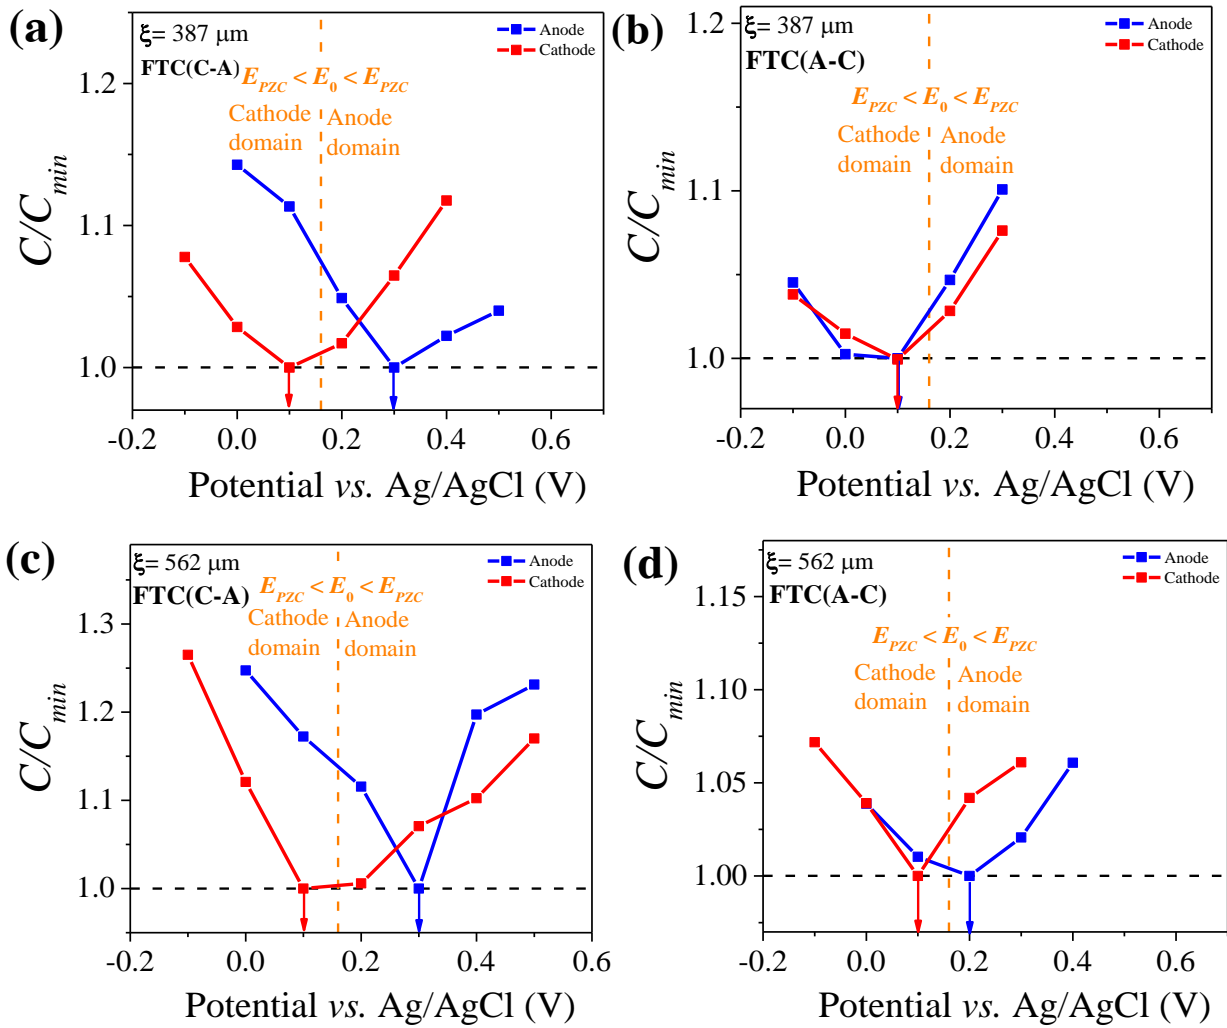 (a)
ξ= 387 μm
FTC(C-A)
Anode
Cathode
E_PZC < E_0 < E_PZC
Cathode domain
Anode domain
C/C_min
1.2
1.1
1.0
-0.2 0.0 0.2 0.4 0.6
Potential vs. Ag/AgCl (V)
(b)
ξ= 387 μm
FTC(A-C)
Anode
Cathode
E_PZC < E_0 < E_PZC
Cathode domain
Anode domain
C/C_min
1.2
1.1
1.0
-0.2 0.0 0.2 0.4 0.6
Potential vs. Ag/AgCl (V)
(c)
ξ= 562 μm
FTC(C-A)
Anode
Cathode
E_PZC < E_0 < E_PZC
Cathode domain
Anode domain
C/C_min
1.3
1.2
1.1
1.0
-0.2 0.0 0.2 0.4 0.6
Potential vs. Ag/AgCl (V)
(d)
ξ= 562 μm
FTC(A-C)
Anode
Cathode
E_PZC < E_0 < E_PZC
Cathode domain
Anode domain
C/C_min
1.15
1.10
1.05
1.00
-0.2 0.0 0.2 0.4 0.6
Potential vs. Ag/AgCl (V)